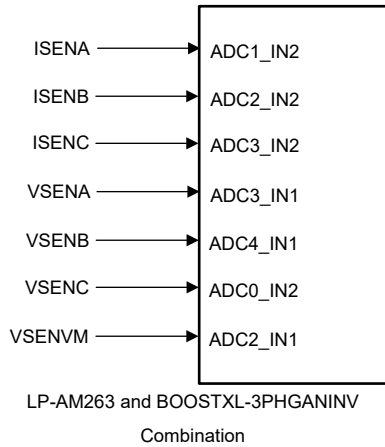 ISENA ADC1_IN2
ISENB ADC2_IN2
ISENC ADC3_IN2
VSENA ADC3_IN1
VSENB ADC4_IN1
VSENC ADC0_IN2
VSENVM ADC2_IN1
LP-AM263 and BOOSTXL-3PHGANINV
Combination